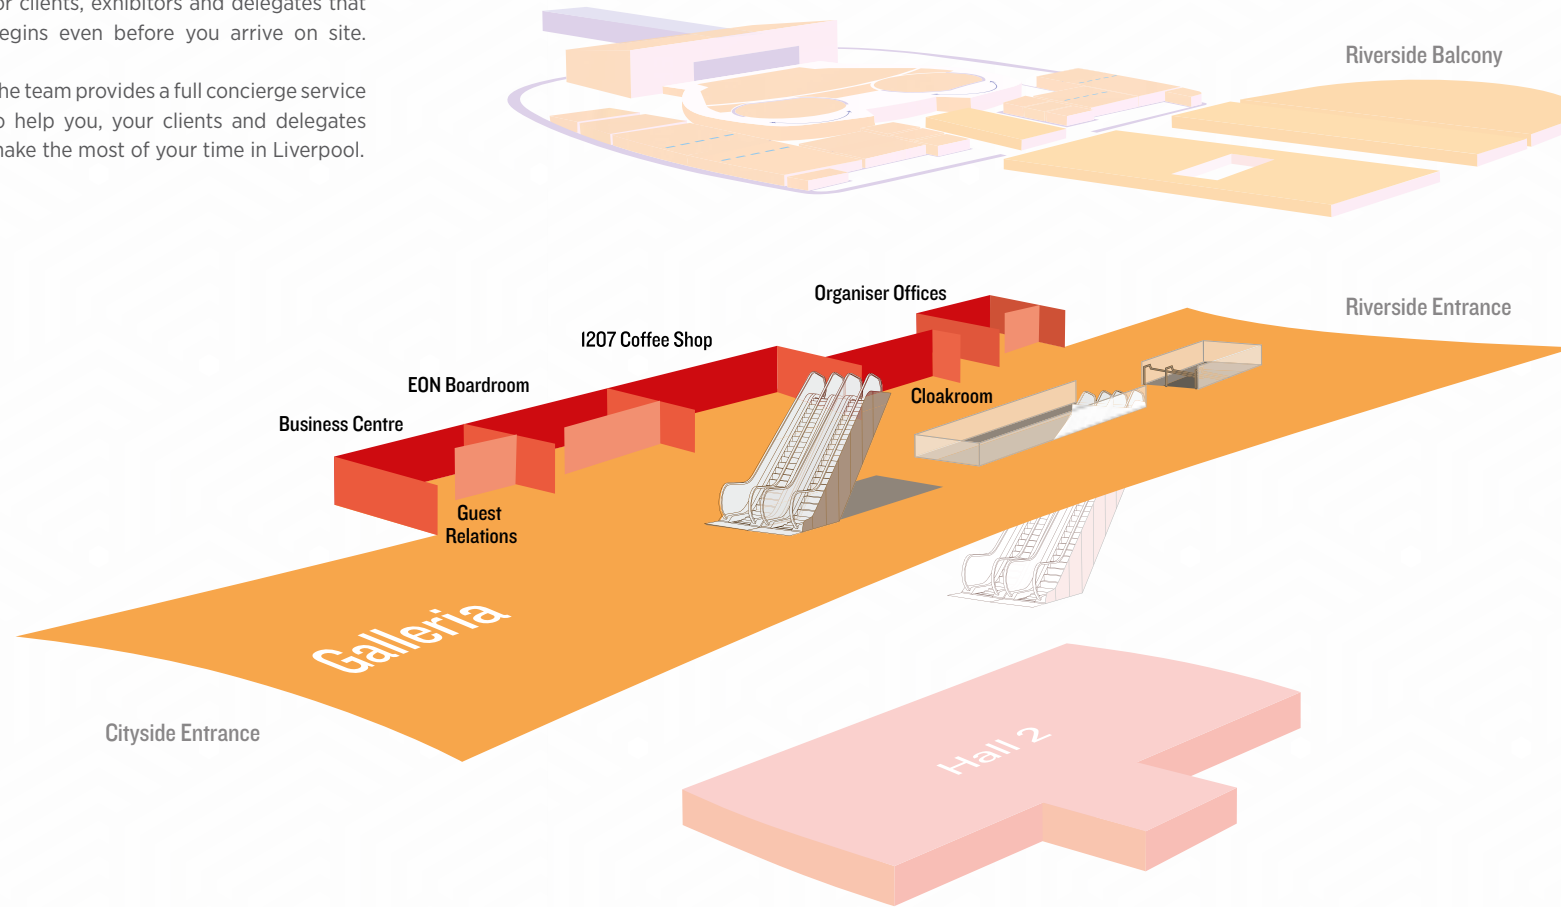 or clients, exhibitors and delegates that
egins even before you arrive on site.
he team provides a full concierge service
o help you, your clients and delegates
nake the most of your time in Liverpool.
Riverside Balcony
Organiser Offices
Riverside Entrance
1207 Coffee Shop
EON Boardroom
Cloakroom
Business Centre
Guest
Relations
Galleria
Cityside Entrance
Hall 2